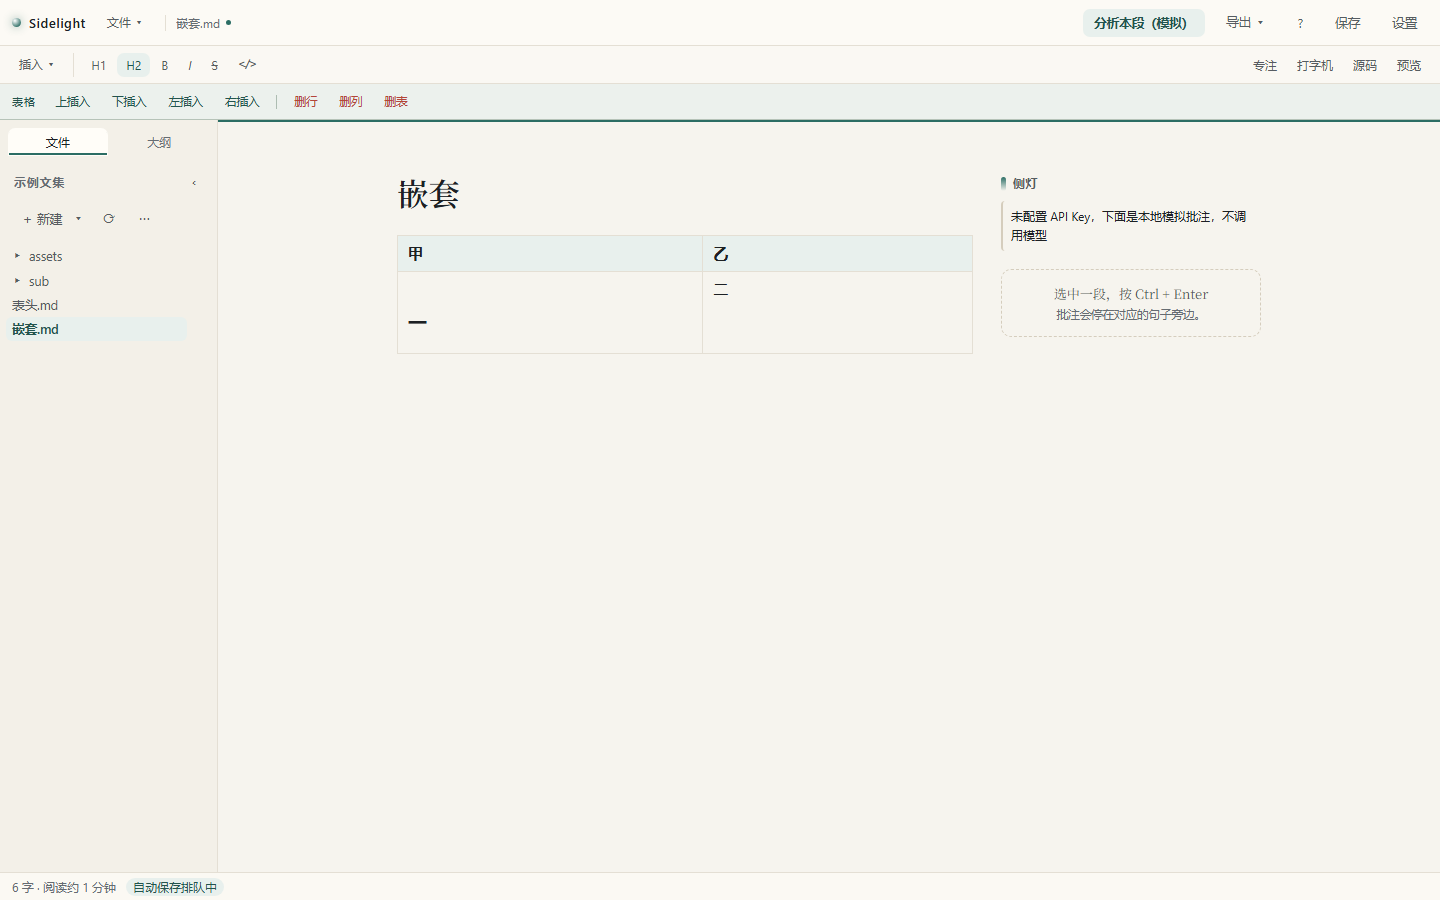 Sidelight 文件 嵌套.md 分析本段（模拟） 导出 ? 保存 设置
插入 H1 H2 B I S </> 专注 打字机 源码 预览
表格 上插入 下插入 左插入 右插入 删行 删列 删表
文件 大纲
示例文集
+ 新建 ···
assets
sub
表头.md
嵌套.md
嵌套
甲 乙
一 二
侧灯
未配置 API Key，下面是本地模拟批注，不调
用模型
选中一段，按 Ctrl + Enter
批注会停在对应的句子旁边。
6 字 · 阅读约 1 分钟 自动保存排队中